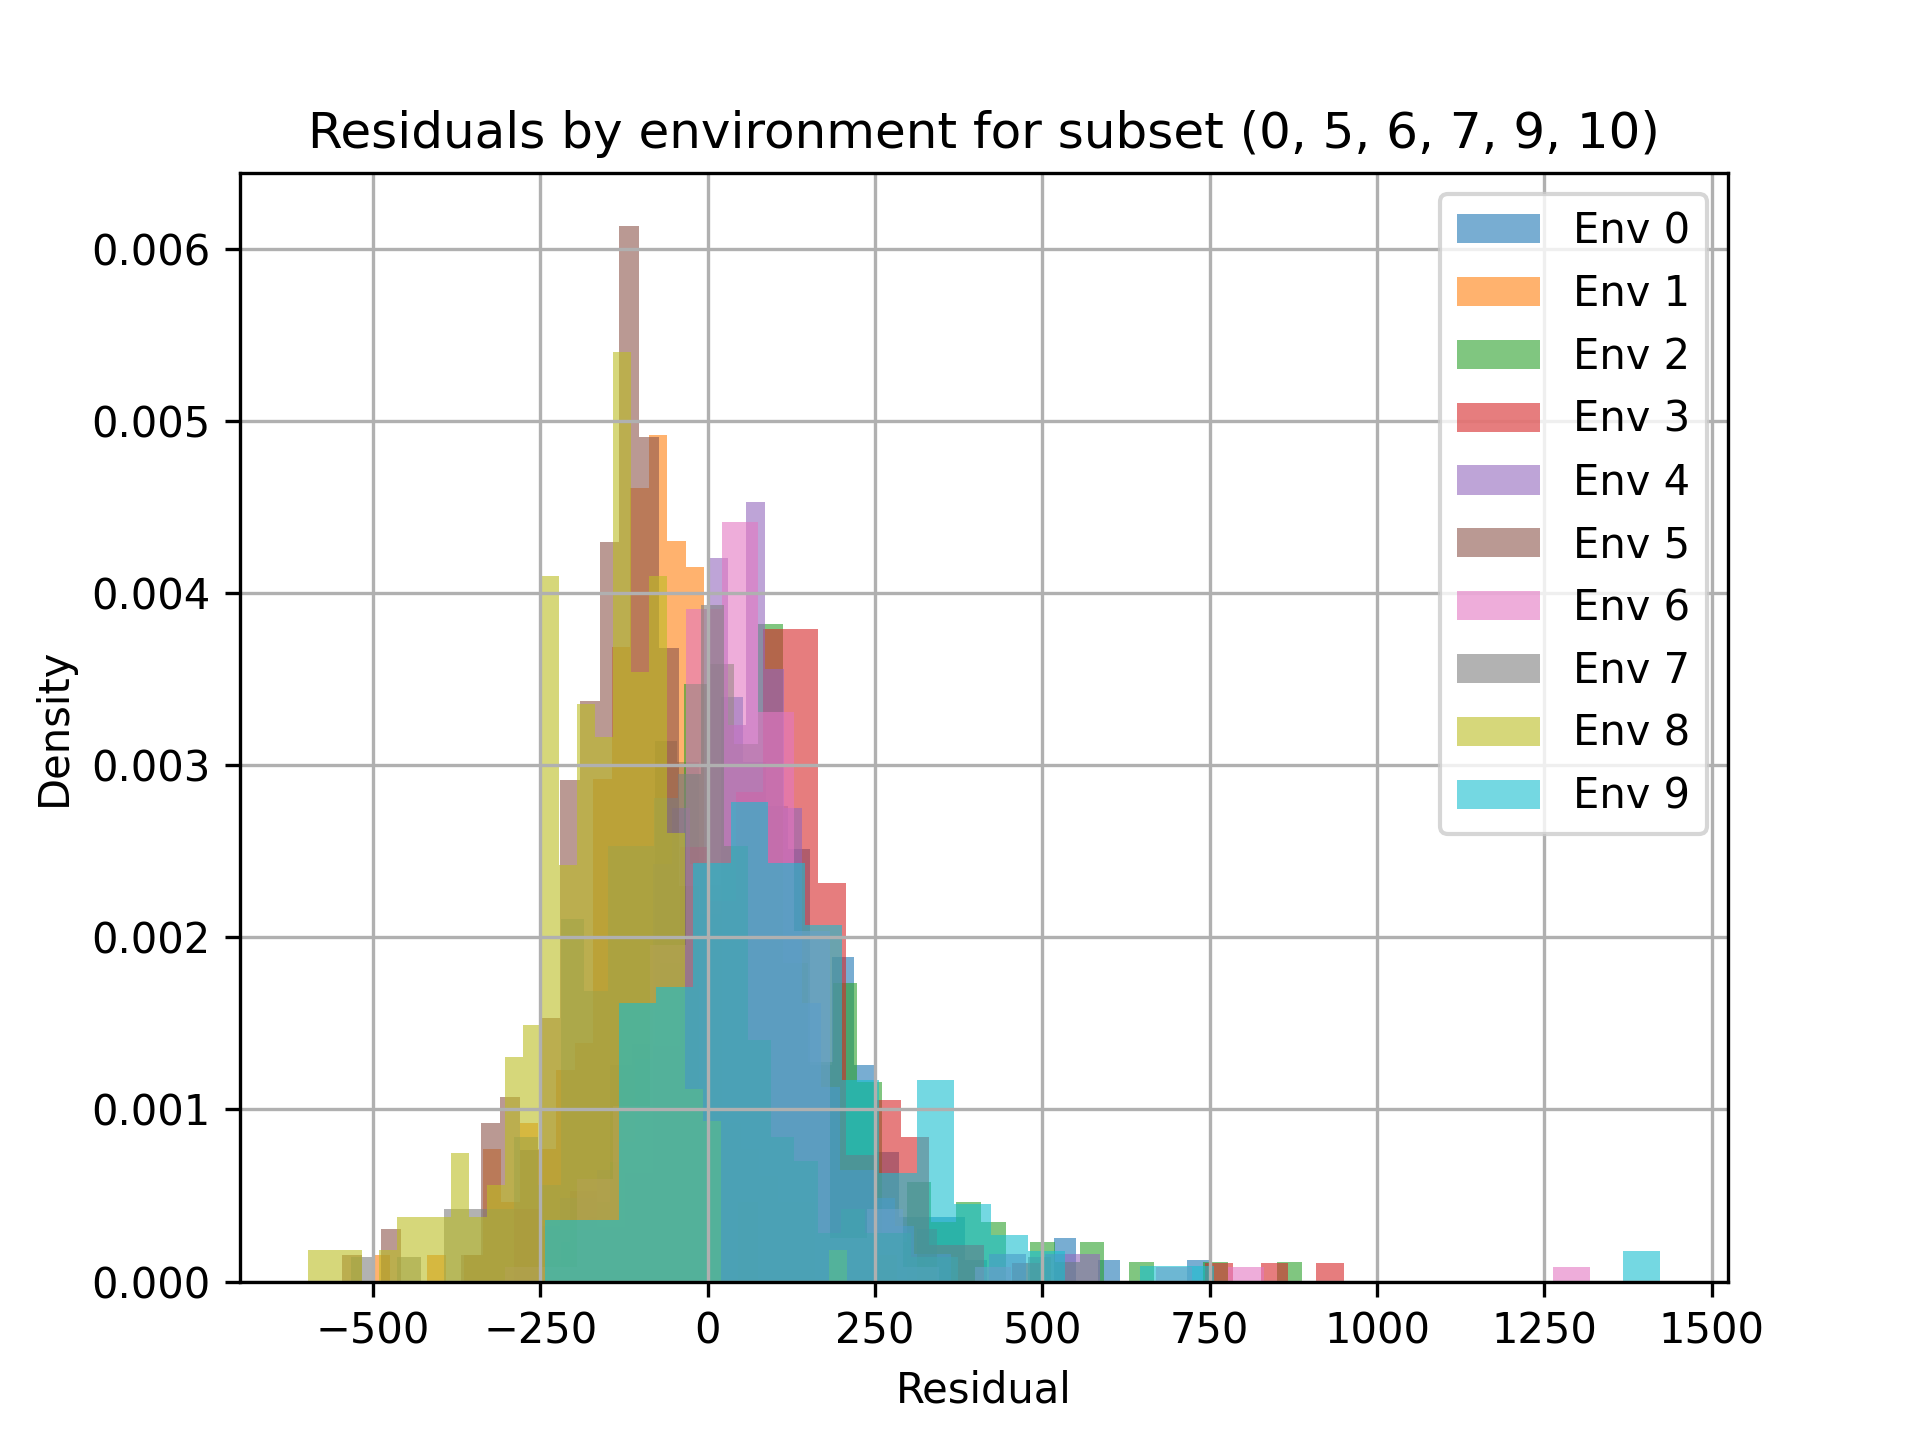 Residuals by environment for subset (0, 5, 6, 7, 9, 10)
Env 0
Env 1
Env 2
Env 3
Env 4
Env 5
Env 6
Env 7
Env 8
Env 9
0.006
0.005
0.004
0.003
0.002
0.001
0.000
Density
−500 −250 0 250 500 750 1000 1250 1500
Residual